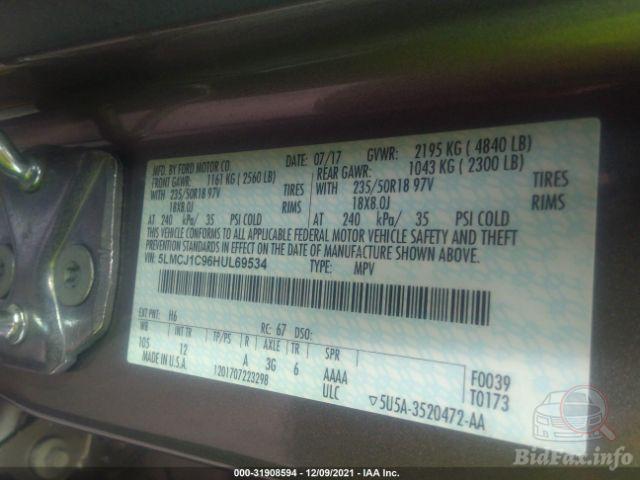 MFD. BY FORD MOTOR CO. DATE: 07/17 GVWR: 2195 KG ( 4840 LB)
FRONT GAWR: 1161 KG ( 2560 LB) REAR GAWR: 1043 KG ( 2300 LB)
WITH 235/50R18 97V TIRES WITH 235/50R18 97V TIRES
18X8.0J RIMS 18X8.0J RIMS
AT 240 kPa/ 35 PSI COLD AT 240 kPa/ 35 PSI COLD
THIS VEHICLE CONFORMS TO ALL APPLICABLE FEDERAL MOTOR VEHICLE SAFETY AND THEFT
PREVENTION STANDARDS IN EFFECT ON THE DATE OF MANUFACTURE SHOWN ABOVE.
VIN: 5LMCJ1C96HUL69534 TYPE: MPV
EXT PNT: H6 RC: 67 DSO:
WB INT TR TP/PS R AXLE TR SPR
105 12 3G 6 AAAA F0039
MADE IN U.S.A. 1201707223298 ULC ▽5U5A-3520472-AA T0173
BidFax.info
000-31908594 - 12/09/2021 - IAA Inc.